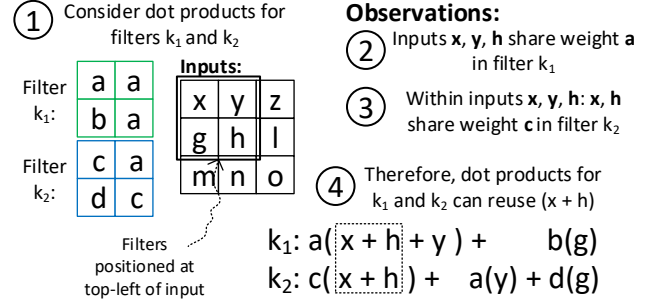 1 Consider dot products for
filters k₁ and k₂
Filter
k₁:
a a
b a
Filter
k₂:
c a
d c
Inputs:
x y z
g h l
m n o
Filters
positioned at
top-left of input
Observations:
2 Inputs x, y, h share weight a
in filter k₁
3 Within inputs x, y, h: x, h
share weight c in filter k₂
4 Therefore, dot products for
k₁ and k₂ can reuse (x + h)
k₁: a( x + h + y ) + b(g)
k₂: c( x + h ) + a(y) + d(g)